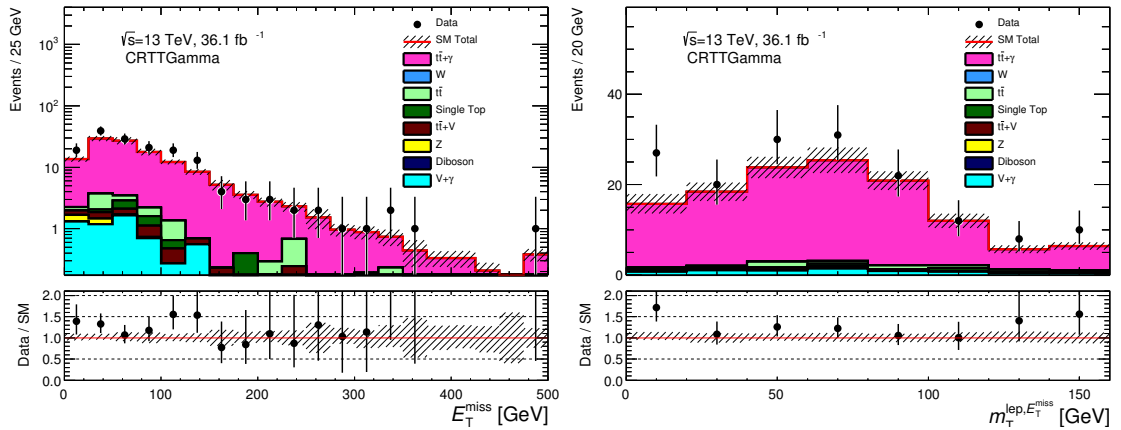 Events / 25 GeV
10³
10²
10
1
√s=13 TeV, 36.1 fb⁻¹
CRTTGamma
Data
SM Total
tt̄+γ
W
tt̄
Single Top
tt̄+V
Z
Diboson
V+γ
Data / SM
2.0
1.5
1.0
0.5
0.0
0 100 200 300 400 500
E_T^miss [GeV]
Events / 20 GeV
40
20
0
√s=13 TeV, 36.1 fb⁻¹
CRTTGamma
Data
SM Total
tt̄+γ
W
tt̄
Single Top
tt̄+V
Z
Diboson
V+γ
Data / SM
2.0
1.5
1.0
0.5
0.0
0 50 100 150
m_T^lep,E_T^miss [GeV]